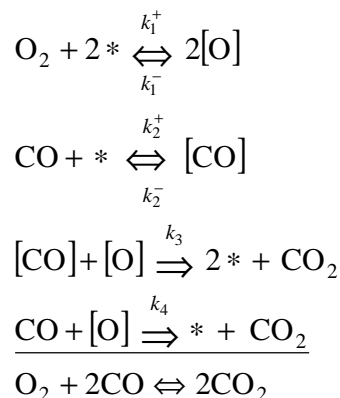 k₁⁺
O₂ + 2 * ⇔ 2[O]
k₁⁻
k₂⁺
CO + * ⇔ [CO]
k₂⁻
k₃
[CO]+[O] ⇒ 2 * + CO₂
k₄
CO + [O] ⇒ * + CO₂
O₂ + 2CO ⇔ 2CO₂